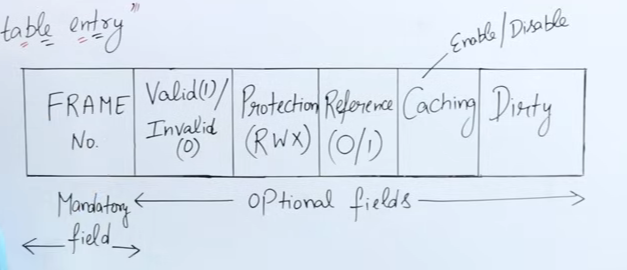 table entry"
Enable/Disable
FRAME No.
Valid(1)/ Invalid (0)
Protection (RWX)
Reference (0/1)
Caching
Dirty
Mandatory field
Optional fields